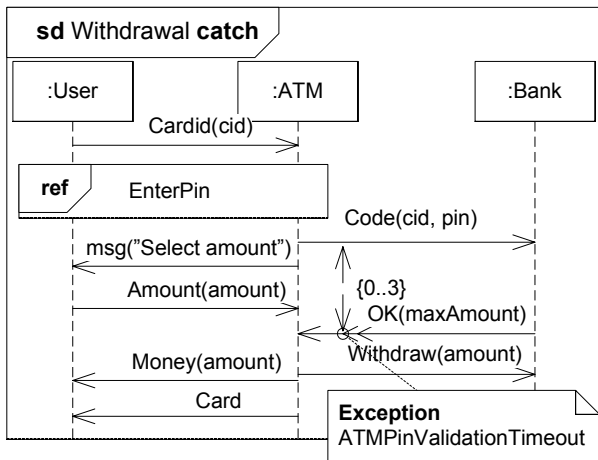 sd Withdrawal catch
:User
:ATM
:Bank
Cardid(cid)
ref
EnterPin
Code(cid, pin)
msg("Select amount")
{0..3}
Amount(amount)
OK(maxAmount)
Money(amount)
Withdraw(amount)
Card
Exception
ATMPinValidationTimeout